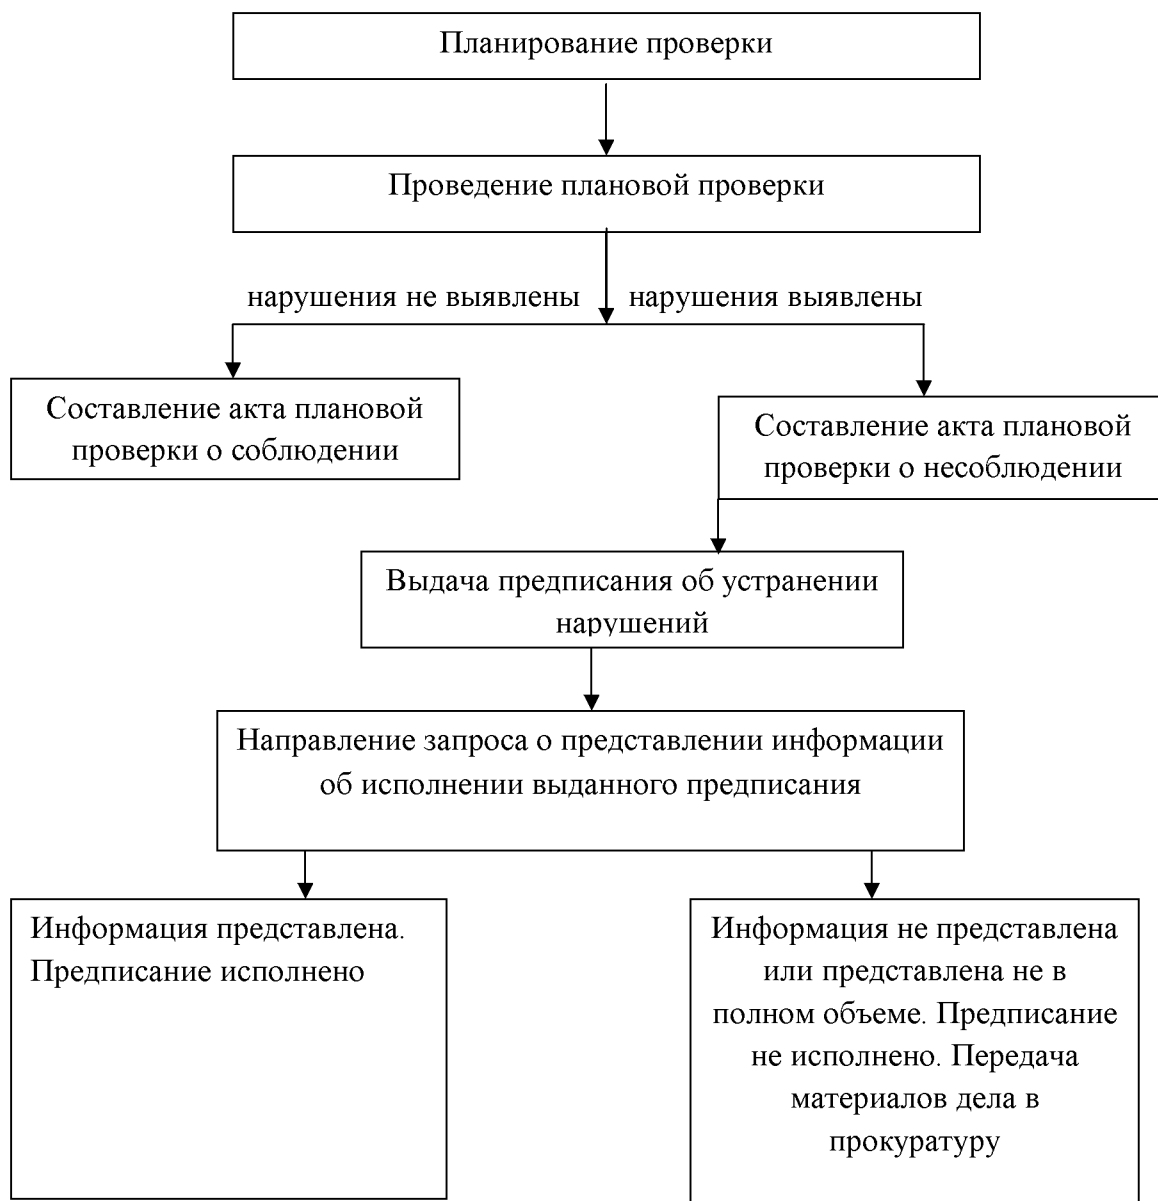 Планирование проверки
Проведение плановой проверки
нарушения не выявлены
нарушения выявлены
Составление акта плановой
проверки о соблюдении
Составление акта плановой
проверки о несоблюдении
Выдача предписания об устранении
нарушений
Направление запроса о представлении информации
об исполнении выданного предписания
Информация представлена.
Предписание исполнено
Информация не представлена
или представлена не в
полном объеме. Предписание
не исполнено. Передача
материалов дела в
прокуратуру